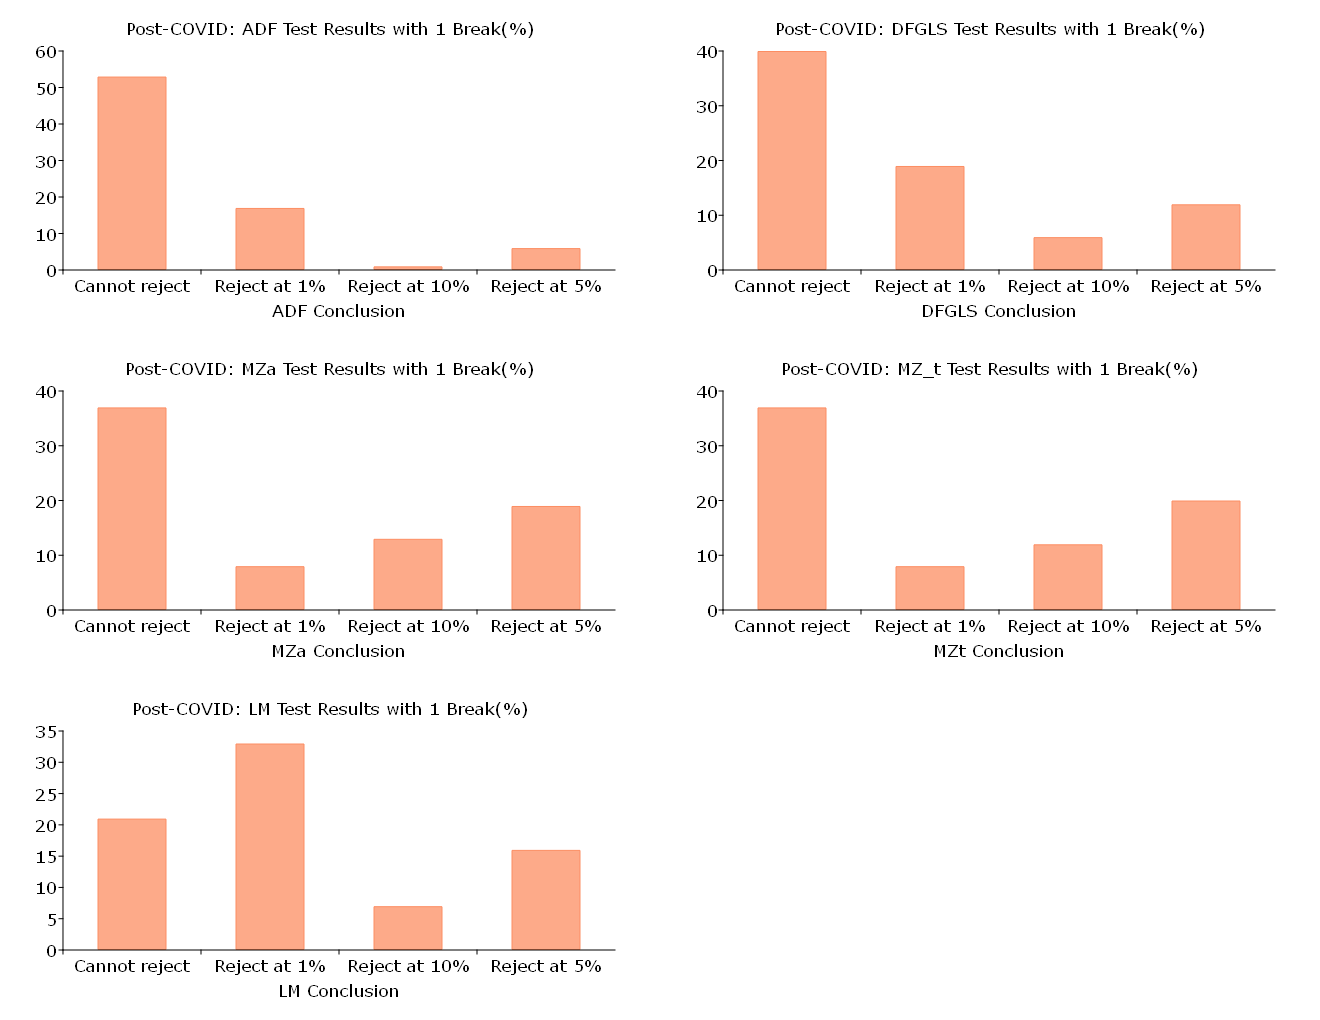 Post-COVID: ADF Test Results with 1 Break(%)
60
50
40
30
20
10
0
Cannot reject Reject at 1% Reject at 10% Reject at 5%
ADF Conclusion
Post-COVID: DFGLS Test Results with 1 Break(%)
40
30
20
10
0
Cannot reject Reject at 1% Reject at 10% Reject at 5%
DFGLS Conclusion
Post-COVID: MZa Test Results with 1 Break(%)
40
30
20
10
0
Cannot reject Reject at 1% Reject at 10% Reject at 5%
MZa Conclusion
Post-COVID: MZ_t Test Results with 1 Break(%)
40
30
20
10
0
Cannot reject Reject at 1% Reject at 10% Reject at 5%
MZt Conclusion
Post-COVID: LM Test Results with 1 Break(%)
35
30
25
20
15
10
5
0
Cannot reject Reject at 1% Reject at 10% Reject at 5%
LM Conclusion